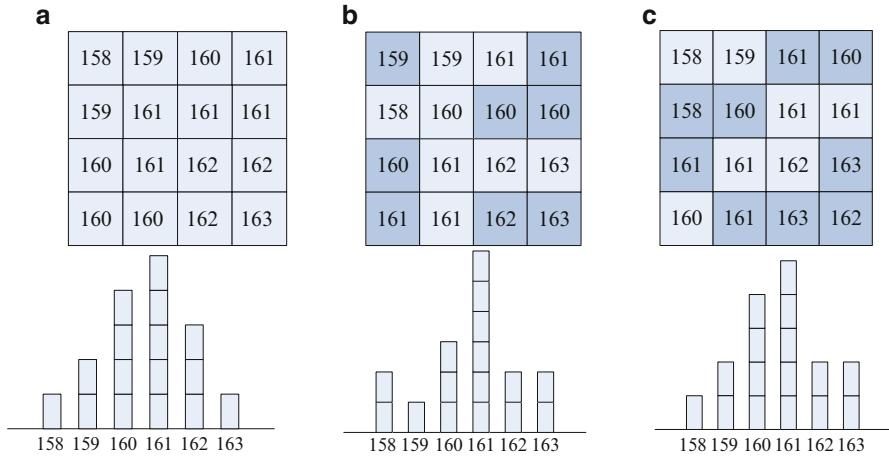 a
158 159 160 161
159 161 161 161
160 161 162 162
160 160 162 163
158 159 160 161 162 163
b
159 159 161 161
158 160 160 160
160 161 162 163
161 161 162 163
158 159 160 161 162 163
c
158 159 161 160
158 160 161 161
161 161 162 163
160 161 163 162
158 159 160 161 162 163